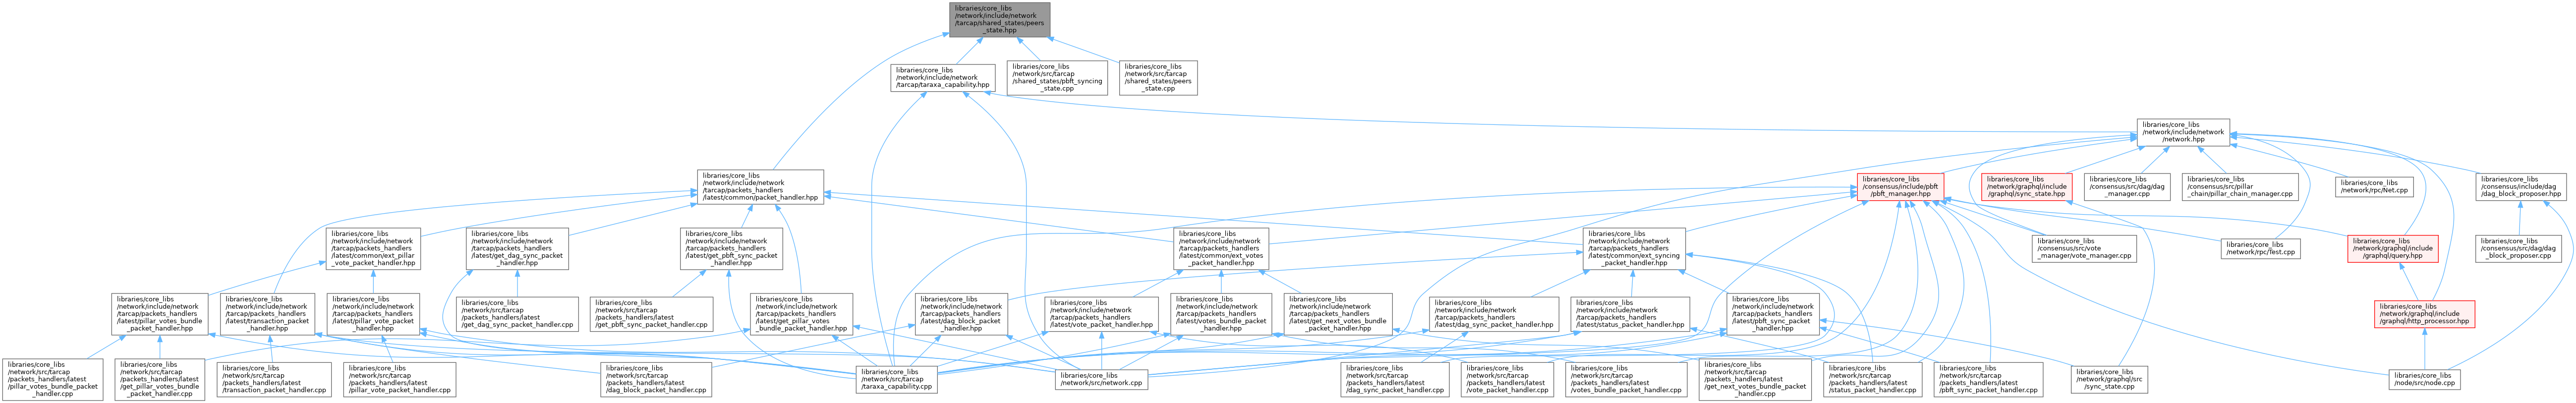 libraries/core_libs
/network/include/network
/tarcap/shared_states/peers
_state.hpp
libraries/core_libs
/network/include/network
/tarcap/taraxa_capability.hpp
libraries/core_libs
/network/src/tarcap
/shared_states/pbft_syncing
_state.cpp
libraries/core_libs
/network/src/tarcap
/shared_states/peers
_state.cpp
libraries/core_libs
/network/include/network
/network.hpp
libraries/core_libs
/network/include/network
/tarcap/packets_handlers
/latest/common/packet_handler.hpp
libraries/core_libs
/consensus/include/pbft
/pbft_manager.hpp
libraries/core_libs
/network/graphql/include
/graphql/sync_state.hpp
libraries/core_libs
/consensus/src/dag/dag
_manager.cpp
libraries/core_libs
/consensus/src/pillar
_chain/pillar_chain_manager.cpp
libraries/core_libs
/network/rpc/Net.cpp
libraries/core_libs
/consensus/include/dag
/dag_block_proposer.hpp
libraries/core_libs
/network/include/network
/tarcap/packets_handlers
/latest/common/ext_pillar
_vote_packet_handler.hpp
libraries/core_libs
/network/include/network
/tarcap/packets_handlers
/latest/get_dag_sync_packet
_handler.hpp
libraries/core_libs
/network/include/network
/tarcap/packets_handlers
/latest/get_pbft_sync_packet
_handler.hpp
libraries/core_libs
/network/include/network
/tarcap/packets_handlers
/latest/common/ext_votes
_packet_handler.hpp
libraries/core_libs
/network/include/network
/tarcap/packets_handlers
/latest/common/ext_syncing
_packet_handler.hpp
libraries/core_libs
/consensus/src/vote
_manager/vote_manager.cpp
libraries/core_libs
/network/rpc/Test.cpp
libraries/core_libs
/network/graphql/include
/graphql/query.hpp
libraries/core_libs
/consensus/src/dag/dag
_block_proposer.cpp
libraries/core_libs
/network/include/network
/tarcap/packets_handlers
/latest/pillar_votes_bundle
_packet_handler.hpp
libraries/core_libs
/network/include/network
/tarcap/packets_handlers
/latest/transaction_packet
_handler.hpp
libraries/core_libs
/network/include/network
/tarcap/packets_handlers
/latest/pillar_vote_packet
_handler.hpp
libraries/core_libs
/network/src/tarcap
/packets_handlers/latest
/get_dag_sync_packet_handler.cpp
libraries/core_libs
/network/src/tarcap
/packets_handlers/latest
/get_pbft_sync_packet_handler.cpp
libraries/core_libs
/network/include/network
/tarcap/packets_handlers
/latest/get_pillar_votes
_bundle_packet_handler.hpp
libraries/core_libs
/network/include/network
/tarcap/packets_handlers
/latest/dag_block_packet
_handler.hpp
libraries/core_libs
/network/include/network
/tarcap/packets_handlers
/latest/vote_packet_handler.hpp
libraries/core_libs
/network/include/network
/tarcap/packets_handlers
/latest/votes_bundle_packet
_handler.hpp
libraries/core_libs
/network/include/network
/tarcap/packets_handlers
/latest/get_next_votes_bundle
_packet_handler.hpp
libraries/core_libs
/network/include/network
/tarcap/packets_handlers
/latest/dag_sync_packet_handler.hpp
libraries/core_libs
/network/include/network
/tarcap/packets_handlers
/latest/status_packet_handler.hpp
libraries/core_libs
/network/include/network
/tarcap/packets_handlers
/latest/pbft_sync_packet
_handler.hpp
libraries/core_libs
/network/graphql/include
/graphql/http_processor.hpp
libraries/core_libs
/network/src/tarcap
/packets_handlers/latest
/pillar_votes_bundle_packet
_handler.cpp
libraries/core_libs
/network/src/tarcap
/packets_handlers/latest
/get_pillar_votes_bundle
_packet_handler.cpp
libraries/core_libs
/network/src/tarcap
/packets_handlers/latest
/transaction_packet_handler.cpp
libraries/core_libs
/network/src/tarcap
/packets_handlers/latest
/pillar_vote_packet_handler.cpp
libraries/core_libs
/network/src/tarcap
/packets_handlers/latest
/dag_block_packet_handler.cpp
libraries/core_libs
/network/src/tarcap
/taraxa_capability.cpp
libraries/core_libs
/network/src/network.cpp
libraries/core_libs
/network/src/tarcap
/packets_handlers/latest
/dag_sync_packet_handler.cpp
libraries/core_libs
/network/src/tarcap
/packets_handlers/latest
/vote_packet_handler.cpp
libraries/core_libs
/network/src/tarcap
/packets_handlers/latest
/votes_bundle_packet_handler.cpp
libraries/core_libs
/network/src/tarcap
/packets_handlers/latest
/get_next_votes_bundle_packet
_handler.cpp
libraries/core_libs
/network/src/tarcap
/packets_handlers/latest
/status_packet_handler.cpp
libraries/core_libs
/network/src/tarcap
/packets_handlers/latest
/pbft_sync_packet_handler.cpp
libraries/core_libs
/network/graphql/src
/sync_state.cpp
libraries/core_libs
/node/src/node.cpp